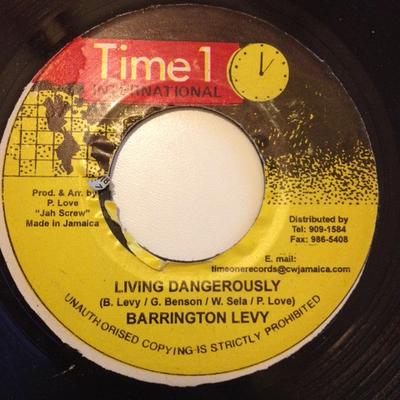 Time 1
INTERNATIONAL
Prod. & Arr. by
P. Love
"Jah Screw"
Made in Jamaica
Distributed by
Tel: 909-1584
Fax: 986-5408
E. mail:
timeonerecords@cwjamaica.com
LIVING DANGEROUSLY
(B. Levy / G. Benson / W. Sela / P. Love)
BARRINGTON LEVY
UNAUTHORISED COPYING IS STRICTLY PROHIBITED